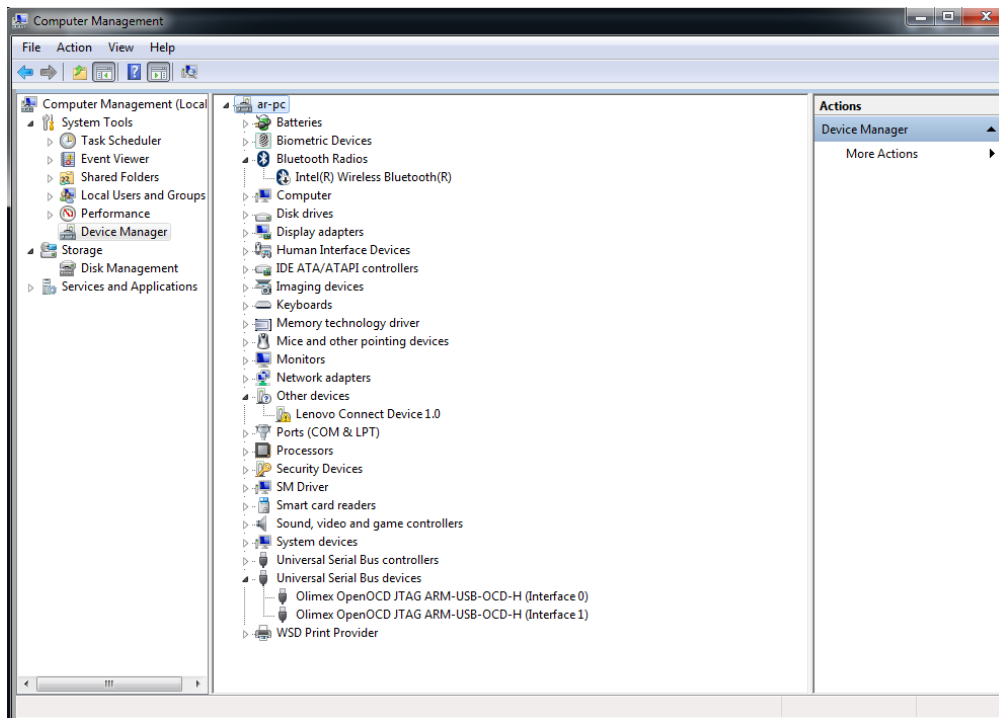 Computer Management
File Action View Help
Computer Management (Local
System Tools
Task Scheduler
Event Viewer
Shared Folders
Local Users and Groups
Performance
Device Manager
Storage
Disk Management
Services and Applications
ar-pc
Batteries
Biometric Devices
Bluetooth Radios
Intel(R) Wireless Bluetooth(R)
Computer
Disk drives
Display adapters
Human Interface Devices
IDE ATA/ATAPI controllers
Imaging devices
Keyboards
Memory technology driver
Mice and other pointing devices
Monitors
Network adapters
Other devices
Lenovo Connect Device 1.0
Ports (COM & LPT)
Processors
Security Devices
SM Driver
Smart card readers
Sound, video and game controllers
System devices
Universal Serial Bus controllers
Universal Serial Bus devices
Olimex OpenOCD JTAG ARM-USB-OCD-H (Interface 0)
Olimex OpenOCD JTAG ARM-USB-OCD-H (Interface 1)
WSD Print Provider
Actions
Device Manager
More Actions